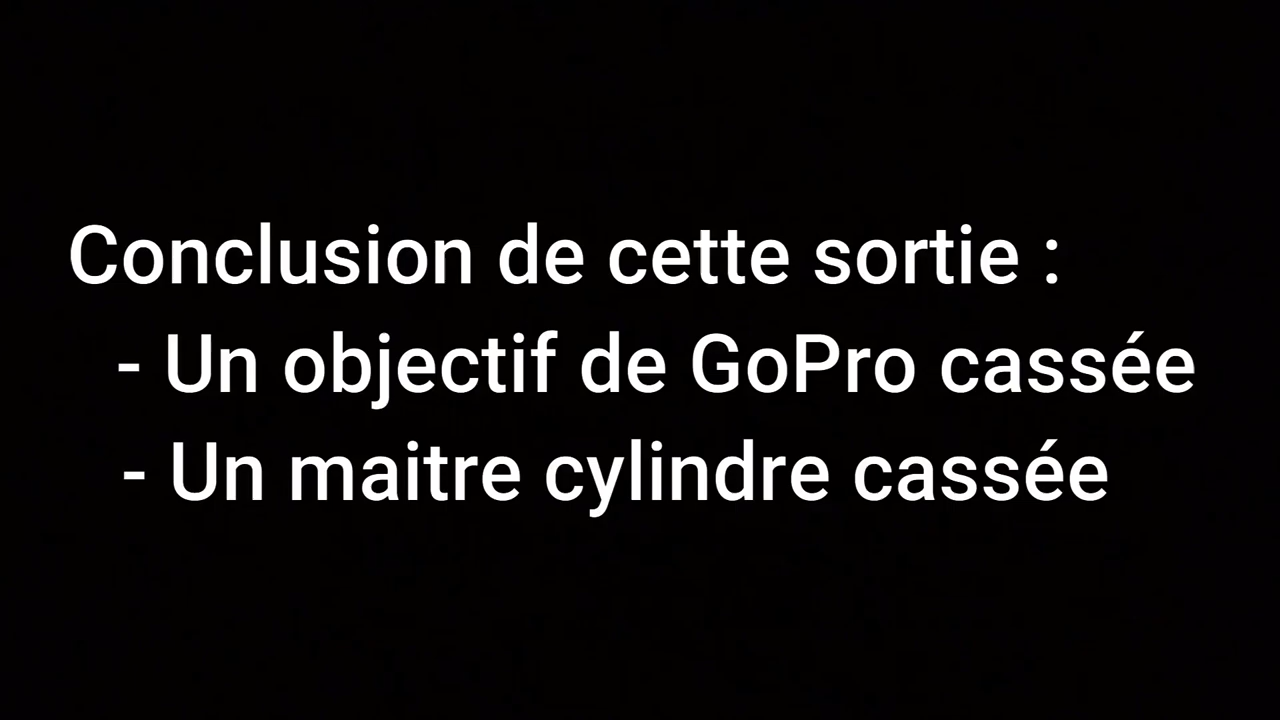 Conclusion de cette sortie :
- Un objectif de GoPro cassée
- Un maitre cylindre cassée